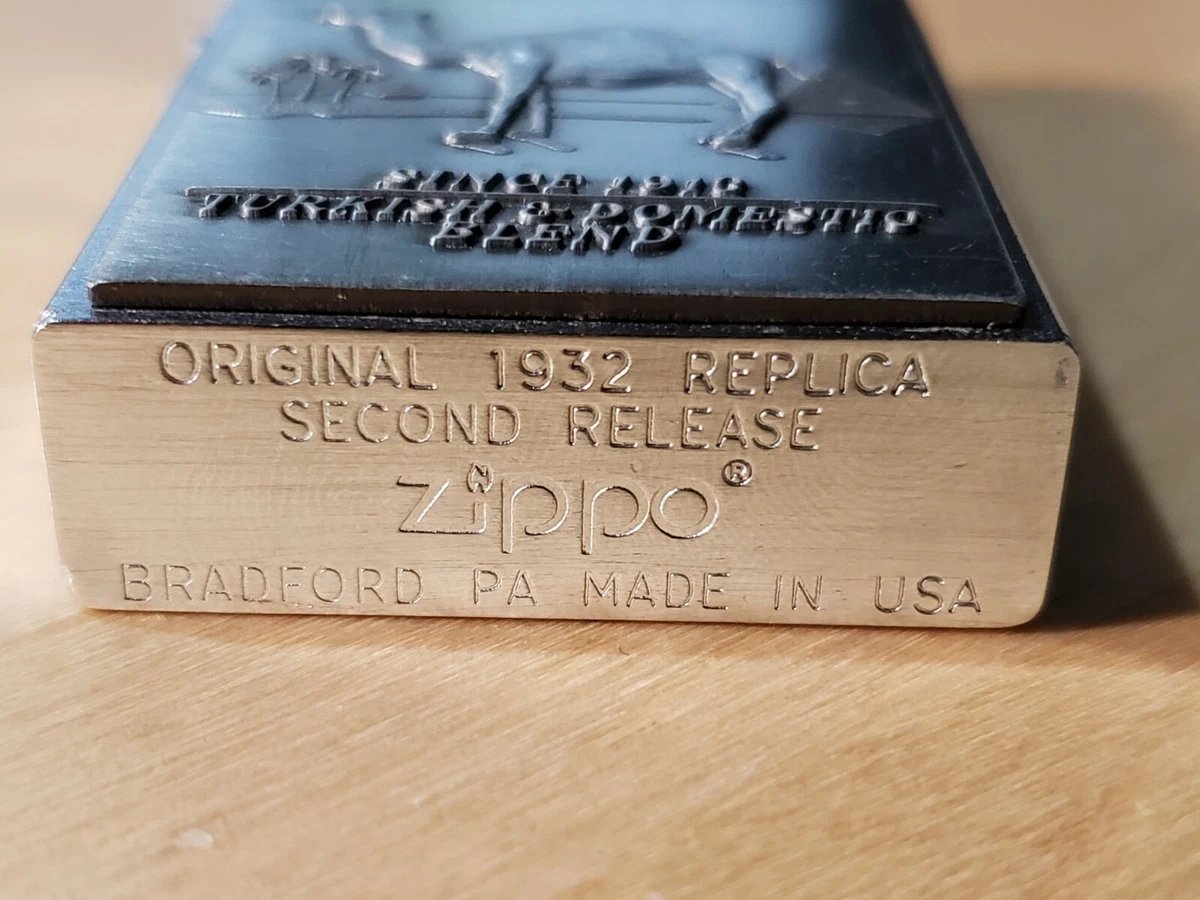 SINCE 1913
TURKISH & DOMESTIC
BLEND
ORIGINAL 1932 REPLICA
SECOND RELEASE
Zippo®
BRADFORD PA MADE IN USA